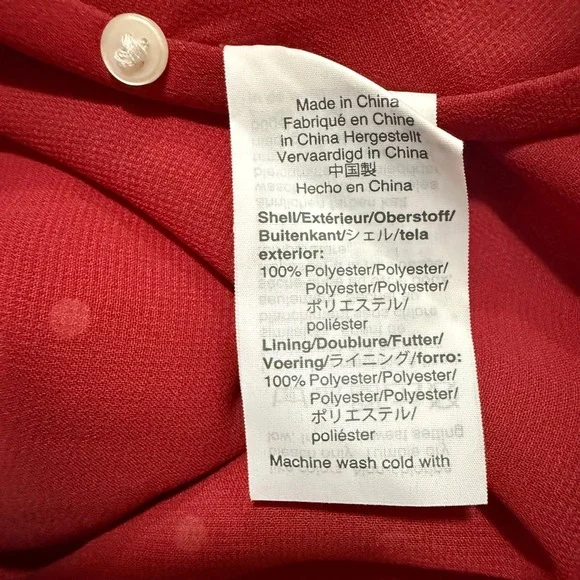 Made in China
Fabriqué en Chine
in China Hergestellt
Vervaardigd in China
中国製
Hecho en China
Shell/Extérieur/Oberstoff/
Buitenkant/シェル/tela
exterior:
100% Polyester/Polyester/
Polyester/Polyester/
ポリエステル/
poliéster
Lining/Doublure/Futter/
Voering/ライニング/forro:
100% Polyester/Polyester/
Polyester/Polyester/
ポリエステル/
poliéster
Machine wash cold with